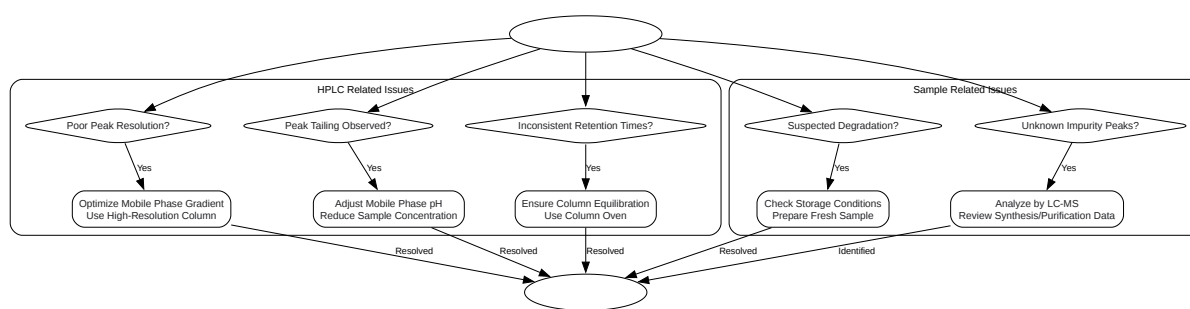 HPLC Related Issues
Sample Related Issues
Poor Peak Resolution?
Peak Tailing Observed?
Inconsistent Retention Times?
Suspected Degradation?
Unknown Impurity Peaks?
Yes
Yes
Yes
Yes
Yes
Optimize Mobile Phase Gradient
Use High-Resolution Column
Adjust Mobile Phase pH
Reduce Sample Concentration
Ensure Column Equilibration
Use Column Oven
Check Storage Conditions
Prepare Fresh Sample
Analyze by LC-MS
Review Synthesis/Purification Data
Resolved
Resolved
Resolved
Resolved
Identified